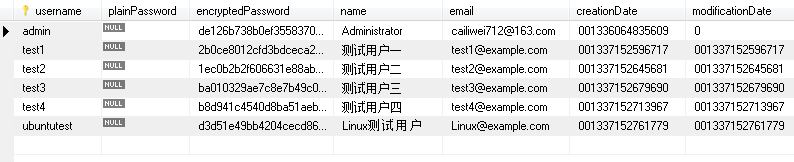 username plainPassword encryptedPassword name email creationDate modificationDate
admin NULL de126b738b0ef3558370... Administrator cailiwei712@163.com 001336064835609 0
test1 NULL 2b0ce8012cfd3bdceca2... 测试用户一 test1@example.com 001337152596717 001337152596717
test2 NULL 1ec0b2b2f606631e88ab... 测试用户二 test2@example.com 001337152645681 001337152645681
test3 NULL ba010329ae7c8e7b49c0... 测试用户三 test3@example.com 001337152679690 001337152679690
test4 NULL b8d941c4540d8ba51aeb... 测试用户四 test4@example.com 001337152713967 001337152713967
ubuntutest NULL d3d51e49bb4204cecd86... Linux测试用户 Linux@example.com 001337152761779 001337152761779